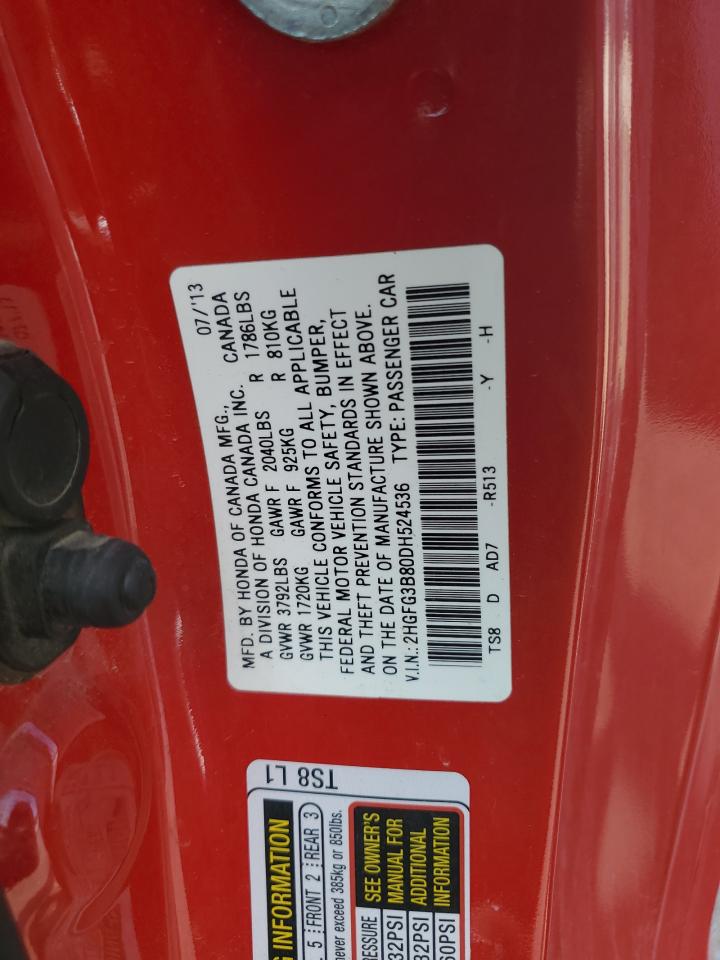 MFD. BY HONDA OF CANADA MFG., 07/'13
A DIVISION OF HONDA CANADA INC. CANADA
GVWR 3792LBS GAWR F 2040LBS R 1786LBS
GVWR 1720KG GAWR F 925KG R 810KG
THIS VEHICLE CONFORMS TO ALL APPLICABLE
FEDERAL MOTOR VEHICLE SAFETY, BUMPER,
AND THEFT PREVENTION STANDARDS IN EFFECT
ON THE DATE OF MANUFACTURE SHOWN ABOVE.
V.I.N.: 2HGFG3B80DH524536 TYPE: PASSENGER CAR
TS8 D AD7 -R513 -Y -H
TS8 L1
INFORMATION
5 FRONT 2 REAR 3
never exceed 385kg or 850lbs.
SEE OWNER'S
MANUAL FOR
ADDITIONAL
INFORMATION
32PSI
32PSI
60PSI